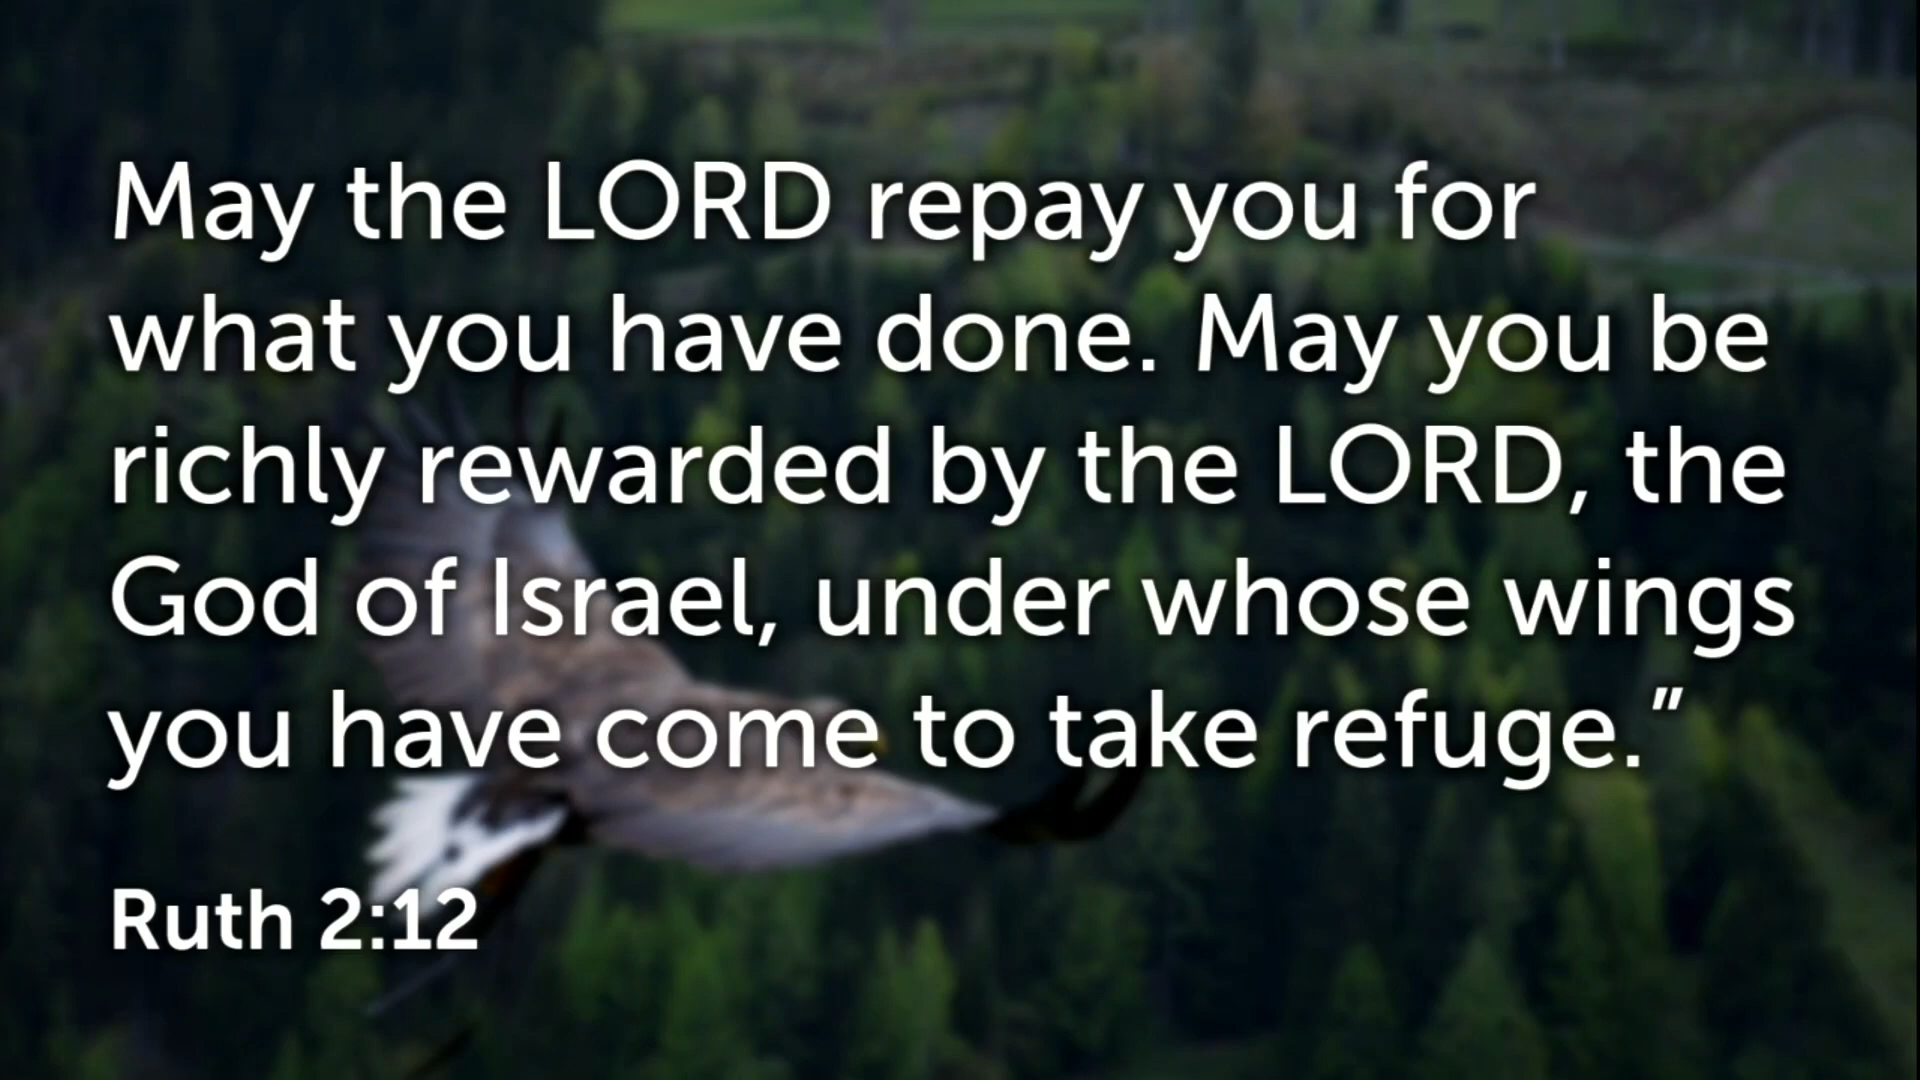 May the LORD repay you for
what you have done. May you be
richly rewarded by the LORD, the
God of Israel, under whose wings
you have come to take refuge.”
Ruth 2:12